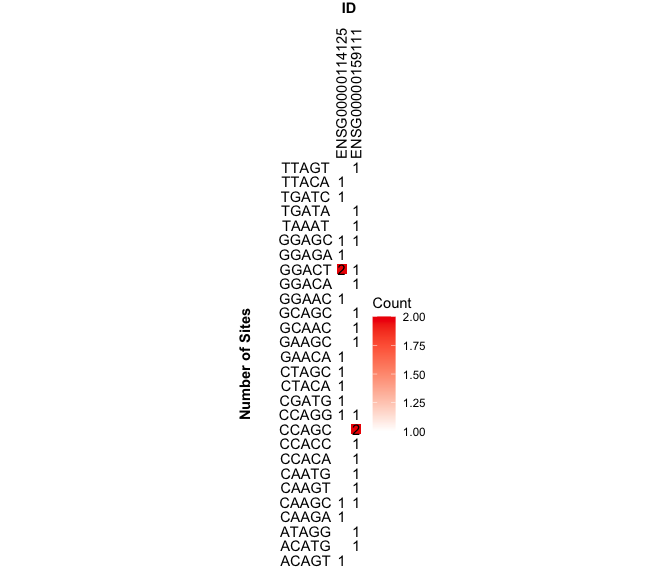 ID
ENSG00000114125
ENSG00000159111
Number of Sites
TTAGT 1
TTACA 1
TGATC 1
TGATA 1
TAAAT 1
GGAGC 1 1
GGAGA 1
GGACT 2 1
GGACA 1
GGAAC 1
GCAGC 1
GCAAC 1
GAAGC 1
GAACA 1
CTAGC 1
CTACA 1
CGATG 1
CCAGG 1 1
CCAGC 2
CCACC 1
CCACA 1
CAATG 1
CAAGT 1
CAAGC 1 1
CAAGA 1
ATAGG 1
ACATG 1
ACAGT 1
Count
2.00
1.75
1.50
1.25
1.00